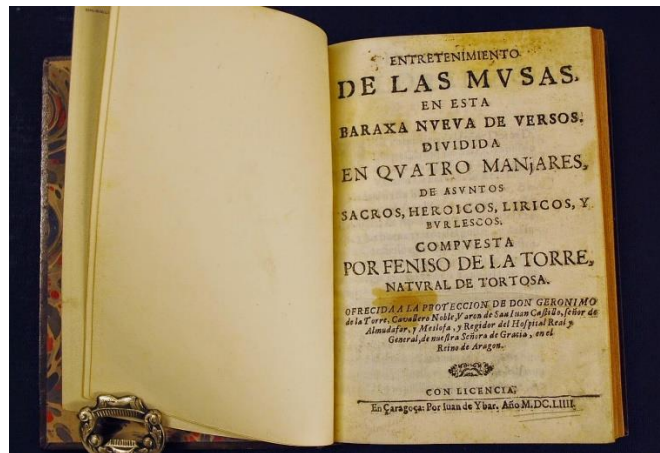 ENTRETENIMIENTO
DE LAS MVSAS,
EN ESTA
BARAXA NVEVA DE VERSOS.
DIVIDIDA
EN QVATRO MANjARES,
DE ASVNTOS
SACROS, HEROICOS, LIRICOS, Y
BVRLESCOS.
COMPVESTA
POR FENISO DE LA TORRE,
NATVRAL DE TORTOSA.
OFRECIDA A LA PROTECCION DE DON GERONIMO
de la Torre, Cavallero Noble, Varon de San Iuan Castillo, señor de
Almudafar, y Meslofa, y Regidor del Hospital Real y
General, de nuestra Señora de Gracia, en el
Reino de Aragon.
CON LICENCIA;
En Çaragoça: Por Iuan de Ybar. Año M.DC.LIIII.